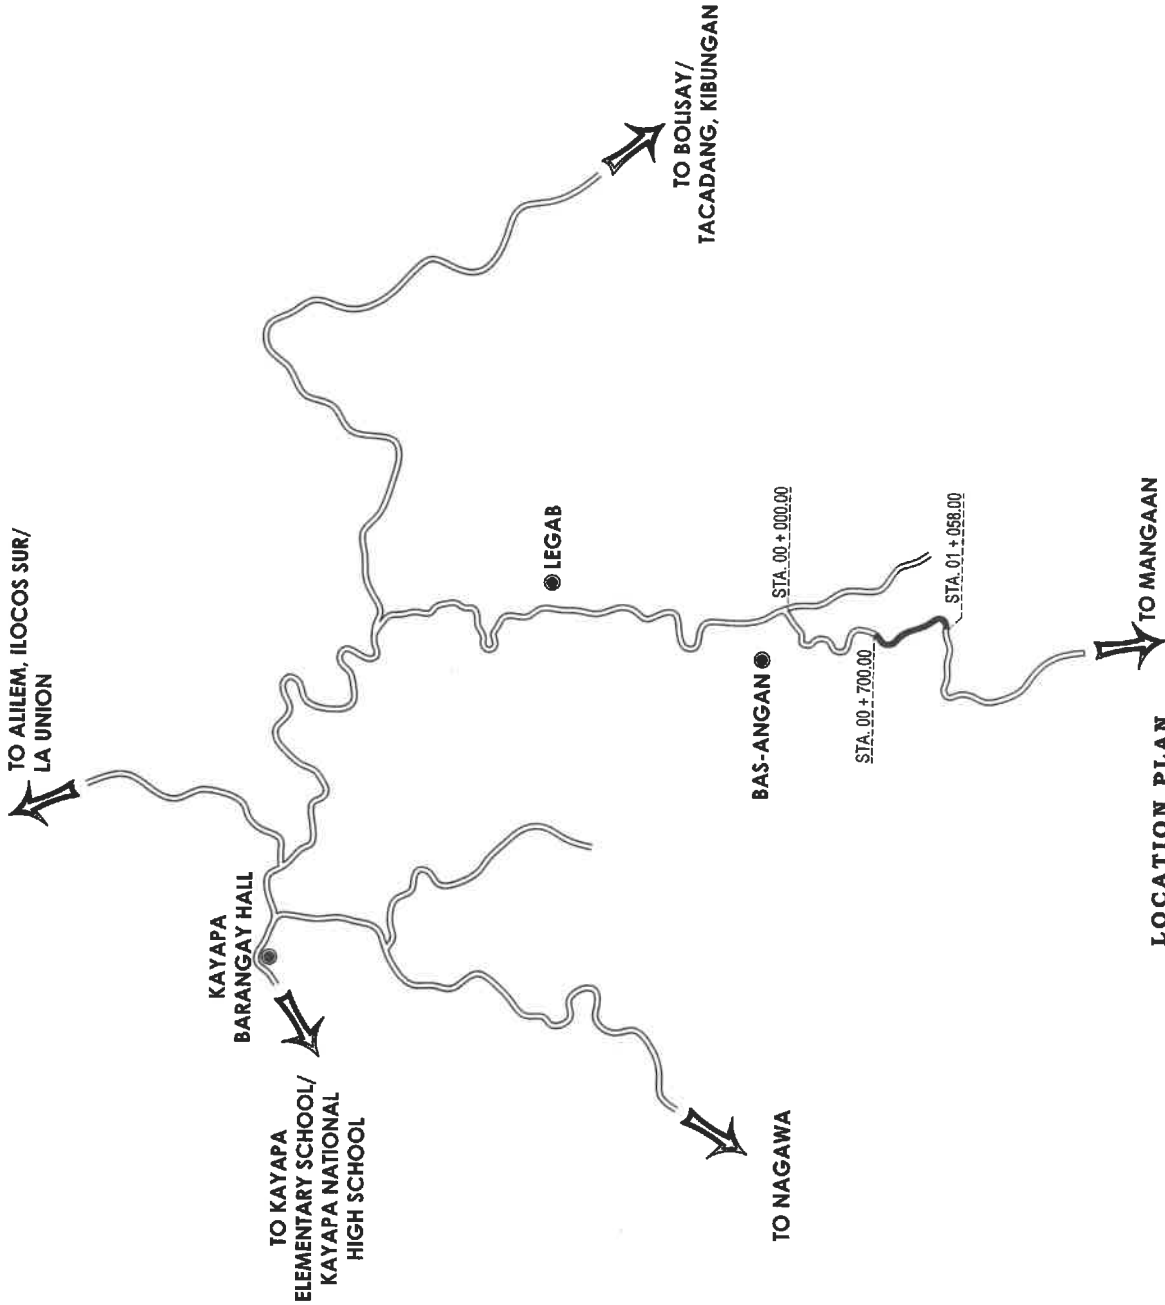 TO ALILEM, ILOCOS SUR/
LA UNION
KAYAPA
BARANGAY HALL
TO KAYAPA
ELEMENTARY SCHOOL/
KAYAPA NATIONAL
HIGH SCHOOL
TO BOLISAY/
TACADANG, KIBUNGAN
LEGAB
BAS-ANGAN
STA. 00 + 000.00
STA. 00 + 700.00
STA. 01 + 058.00
TO NAGAWA
TO MANGAAN
LOCATION PLAN